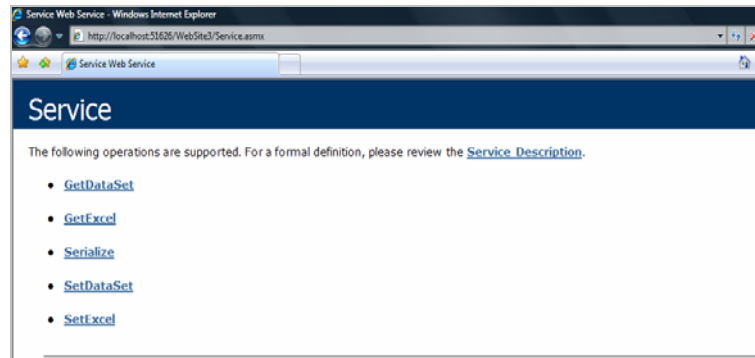 Service Web Service - Windows Internet Explorer
http://localhost:51626/WebSite3/Service.asmx
Service Web Service
Service
The following operations are supported. For a formal definition, please review the Service Description.
GetDataSet
GetExcel
Serialize
SetDataSet
SetExcel